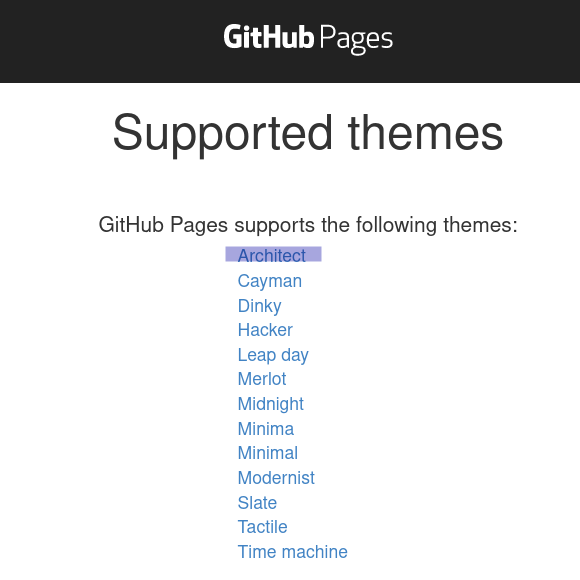 GitHub Pages
Supported themes
GitHub Pages supports the following themes:
Architect
Cayman
Dinky
Hacker
Leap day
Merlot
Midnight
Minima
Minimal
Modernist
Slate
Tactile
Time machine